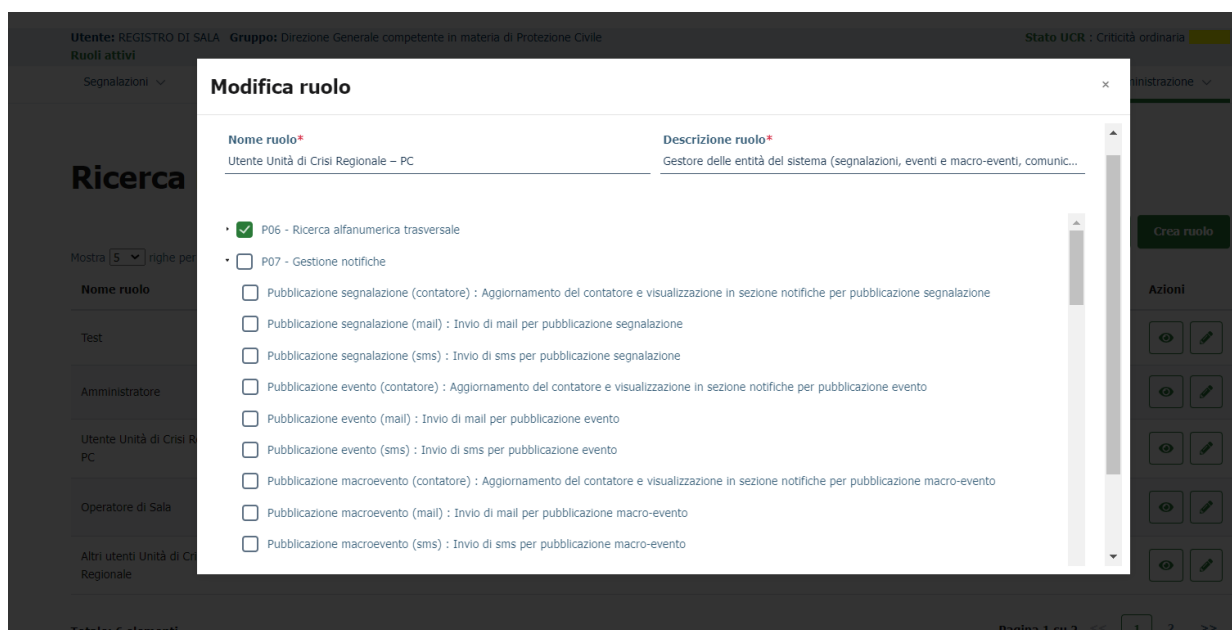 Utente: REGISTRO DI SALA Gruppo: Direzione Generale competente in materia di Protezione Civile
Stato UCR : Criticità ordinaria
Ruoli attivi
Segnalazioni
ministrazione
Modifica ruolo
×
Nome ruolo*
Descrizione ruolo*
Utente Unità di Crisi Regionale – PC
Gestore delle entità del sistema (segnalazioni, eventi e macro-eventi, comunic...
Ricerca
P06 - Ricerca alfanumerica trasversale
Crea ruolo
Mostra 5 righe per
P07 - Gestione notifiche
Nome ruolo
Azioni
Pubblicazione segnalazione (contatore) : Aggiornamento del contatore e visualizzazione in sezione notifiche per pubblicazione segnalazione
Pubblicazione segnalazione (mail) : Invio di mail per pubblicazione segnalazione
Test
Pubblicazione segnalazione (sms) : Invio di sms per pubblicazione segnalazione
Pubblicazione evento (contatore) : Aggiornamento del contatore e visualizzazione in sezione notifiche per pubblicazione evento
Amministratore
Pubblicazione evento (mail) : Invio di mail per pubblicazione evento
Utente Unità di Crisi R
PC
Pubblicazione evento (sms) : Invio di sms per pubblicazione evento
Pubblicazione macroevento (contatore) : Aggiornamento del contatore e visualizzazione in sezione notifiche per pubblicazione macro-evento
Operatore di Sala
Pubblicazione macroevento (mail) : Invio di mail per pubblicazione macro-evento
Pubblicazione macroevento (sms) : Invio di sms per pubblicazione macro-evento
Altri utenti Unità di Cri
Regionale
Totale: 6 elementi
Pagina 1 su 2 << 1 2 >>